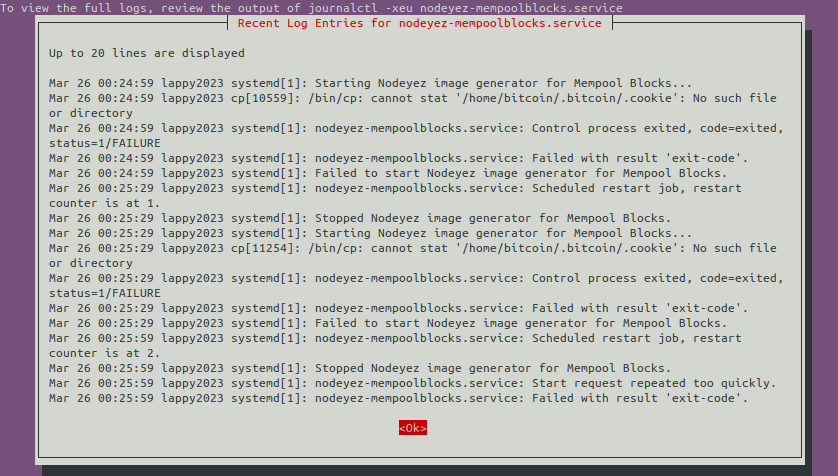 To view the full logs, review the output of journalctl -xeu nodeyez-mempoolblocks.service
Recent Log Entries for nodeyez-mempoolblocks.service
Up to 20 lines are displayed
Mar 26 00:24:59 lappy2023 systemd[1]: Starting Nodeyez image generator for Mempool Blocks...
Mar 26 00:24:59 lappy2023 cp[10559]: /bin/cp: cannot stat '/home/bitcoin/.bitcoin/.cookie': No such file
or directory
Mar 26 00:24:59 lappy2023 systemd[1]: nodeyez-mempoolblocks.service: Control process exited, code=exited,
status=1/FAILURE
Mar 26 00:24:59 lappy2023 systemd[1]: nodeyez-mempoolblocks.service: Failed with result 'exit-code'.
Mar 26 00:24:59 lappy2023 systemd[1]: Failed to start Nodeyez image generator for Mempool Blocks.
Mar 26 00:25:29 lappy2023 systemd[1]: nodeyez-mempoolblocks.service: Scheduled restart job, restart
counter is at 1.
Mar 26 00:25:29 lappy2023 systemd[1]: Stopped Nodeyez image generator for Mempool Blocks.
Mar 26 00:25:29 lappy2023 systemd[1]: Starting Nodeyez image generator for Mempool Blocks...
Mar 26 00:25:29 lappy2023 cp[11254]: /bin/cp: cannot stat '/home/bitcoin/.bitcoin/.cookie': No such file
or directory
Mar 26 00:25:29 lappy2023 systemd[1]: nodeyez-mempoolblocks.service: Control process exited, code=exited,
status=1/FAILURE
Mar 26 00:25:29 lappy2023 systemd[1]: nodeyez-mempoolblocks.service: Failed with result 'exit-code'.
Mar 26 00:25:29 lappy2023 systemd[1]: Failed to start Nodeyez image generator for Mempool Blocks.
Mar 26 00:25:59 lappy2023 systemd[1]: nodeyez-mempoolblocks.service: Scheduled restart job, restart
counter is at 2.
Mar 26 00:25:59 lappy2023 systemd[1]: Stopped Nodeyez image generator for Mempool Blocks.
Mar 26 00:25:59 lappy2023 systemd[1]: nodeyez-mempoolblocks.service: Start request repeated too quickly.
Mar 26 00:25:59 lappy2023 systemd[1]: nodeyez-mempoolblocks.service: Failed with result 'exit-code'.
<Ok>